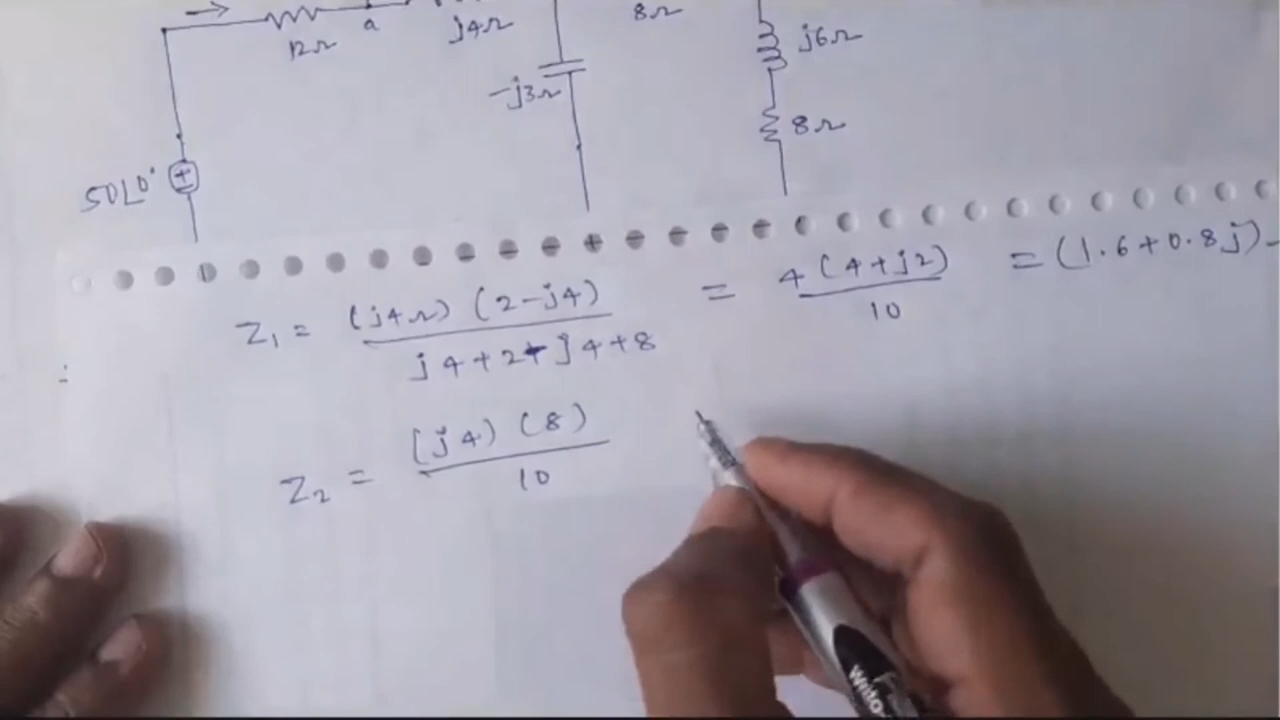 12Ω a j4Ω 8Ω j6Ω
-j3Ω 8Ω
50∠0° +
Z₁ = (j4Ω) (2-j4) / j4+2-j4+8 = 4(4+j2) / 10 = (1.6+0.8j)
Z₂ = (j4) (8) / 10